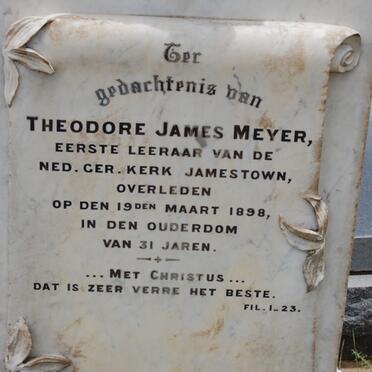 Ter
gedachtenis van
THEODORE JAMES MEYER,
EERSTE LEERAAR VAN DE
NED. GER. KERK JAMESTOWN,
OVERLEDEN
OP DEN 19DEN MAART 1898,
IN DEN OUDERDOM
VAN 31 JAREN.
... MET CHRISTUS ...
DAT IS ZEER VERRE HET BESTE.
FIL. 1. 23.